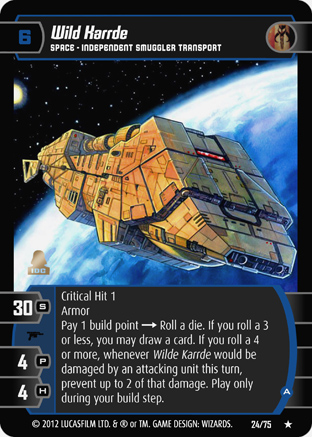 6
Wild Karrde
SPACE - INDEPENDENT SMUGGLER TRANSPORT
100
30 S
4 P
4 H
Critical Hit 1
Armor
Pay 1 build point → Roll a die. If you roll a 3
or less, you may draw a card. If you roll a 4
or more, whenever Wilde Karrde would be
damaged by an attacking unit this turn,
prevent up to 2 of that damage. Play only
during your build step.
A
© 2012 LUCASFILM LTD. & ® or TM. GAME DESIGN: WIZARDS.
24/75 ★